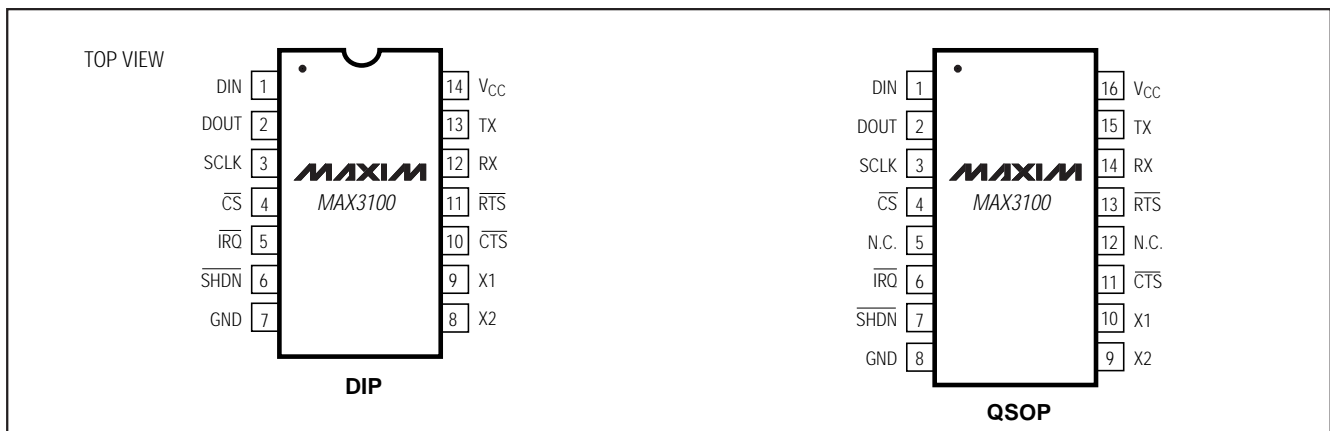 TOP VIEW
DIN 1
DOUT 2
SCLK 3
CS 4
IRQ 5
SHDN 6
GND 7
14 VCC
13 TX
12 RX
11 RTS
10 CTS
9 X1
8 X2
MAXIM
MAX3100
DIP
DIN 1
DOUT 2
SCLK 3
CS 4
N.C. 5
IRQ 6
SHDN 7
GND 8
16 VCC
15 TX
14 RX
13 RTS
12 N.C.
11 CTS
10 X1
9 X2
MAXIM
MAX3100
QSOP